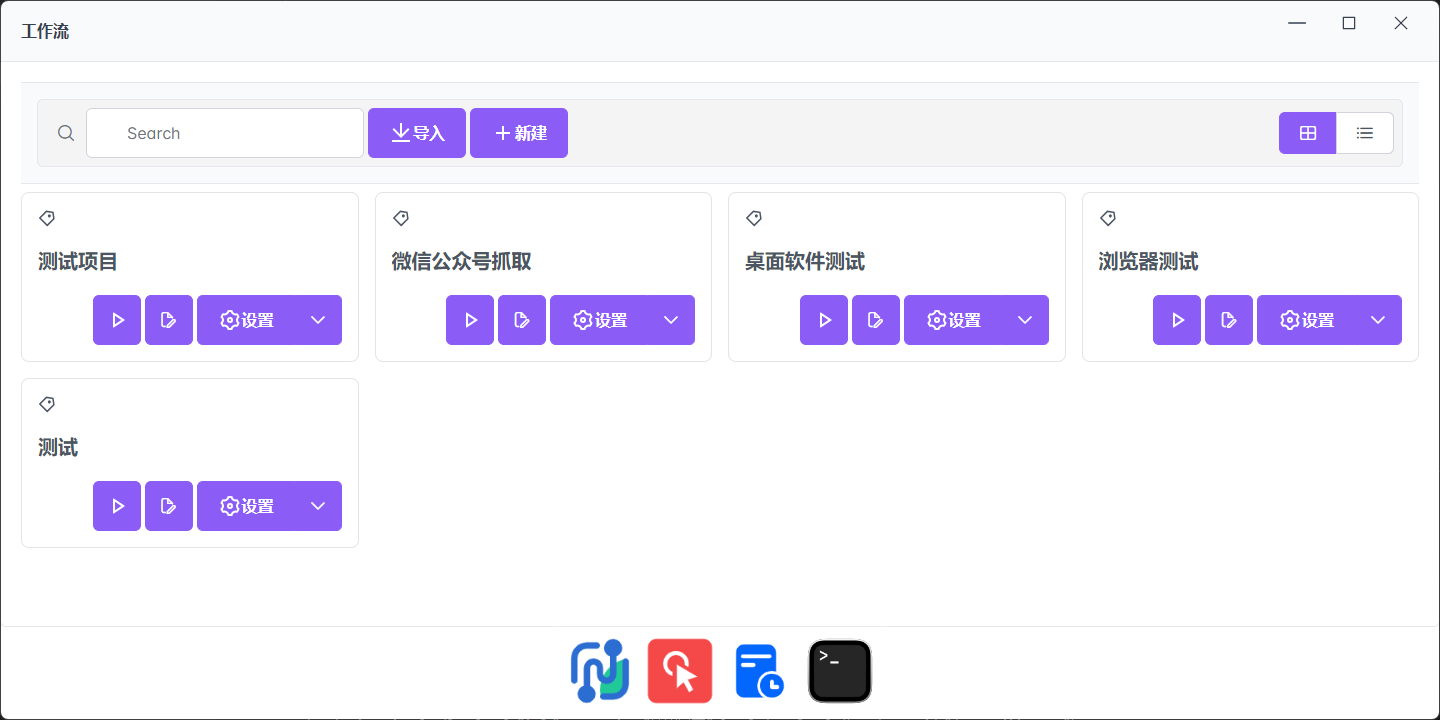 工作流
Search
导入
新建
测试项目
微信公众号抓取
桌面软件测试
浏览器测试
设置
设置
设置
设置
测试
设置
>_